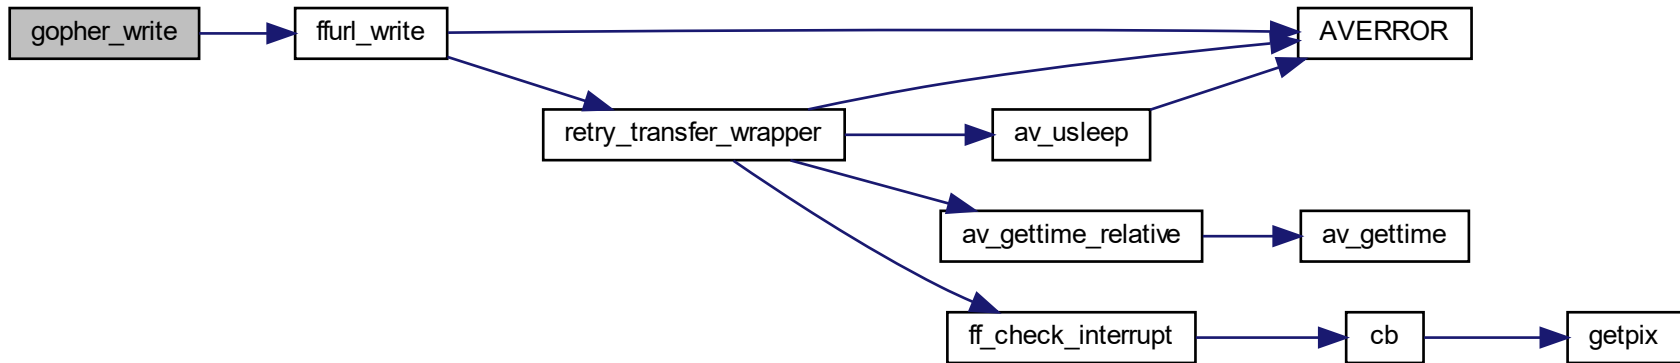 gopher_write
ffurl_write
AVERROR
retry_transfer_wrapper
av_usleep
av_gettime_relative
av_gettime
ff_check_interrupt
cb
getpix